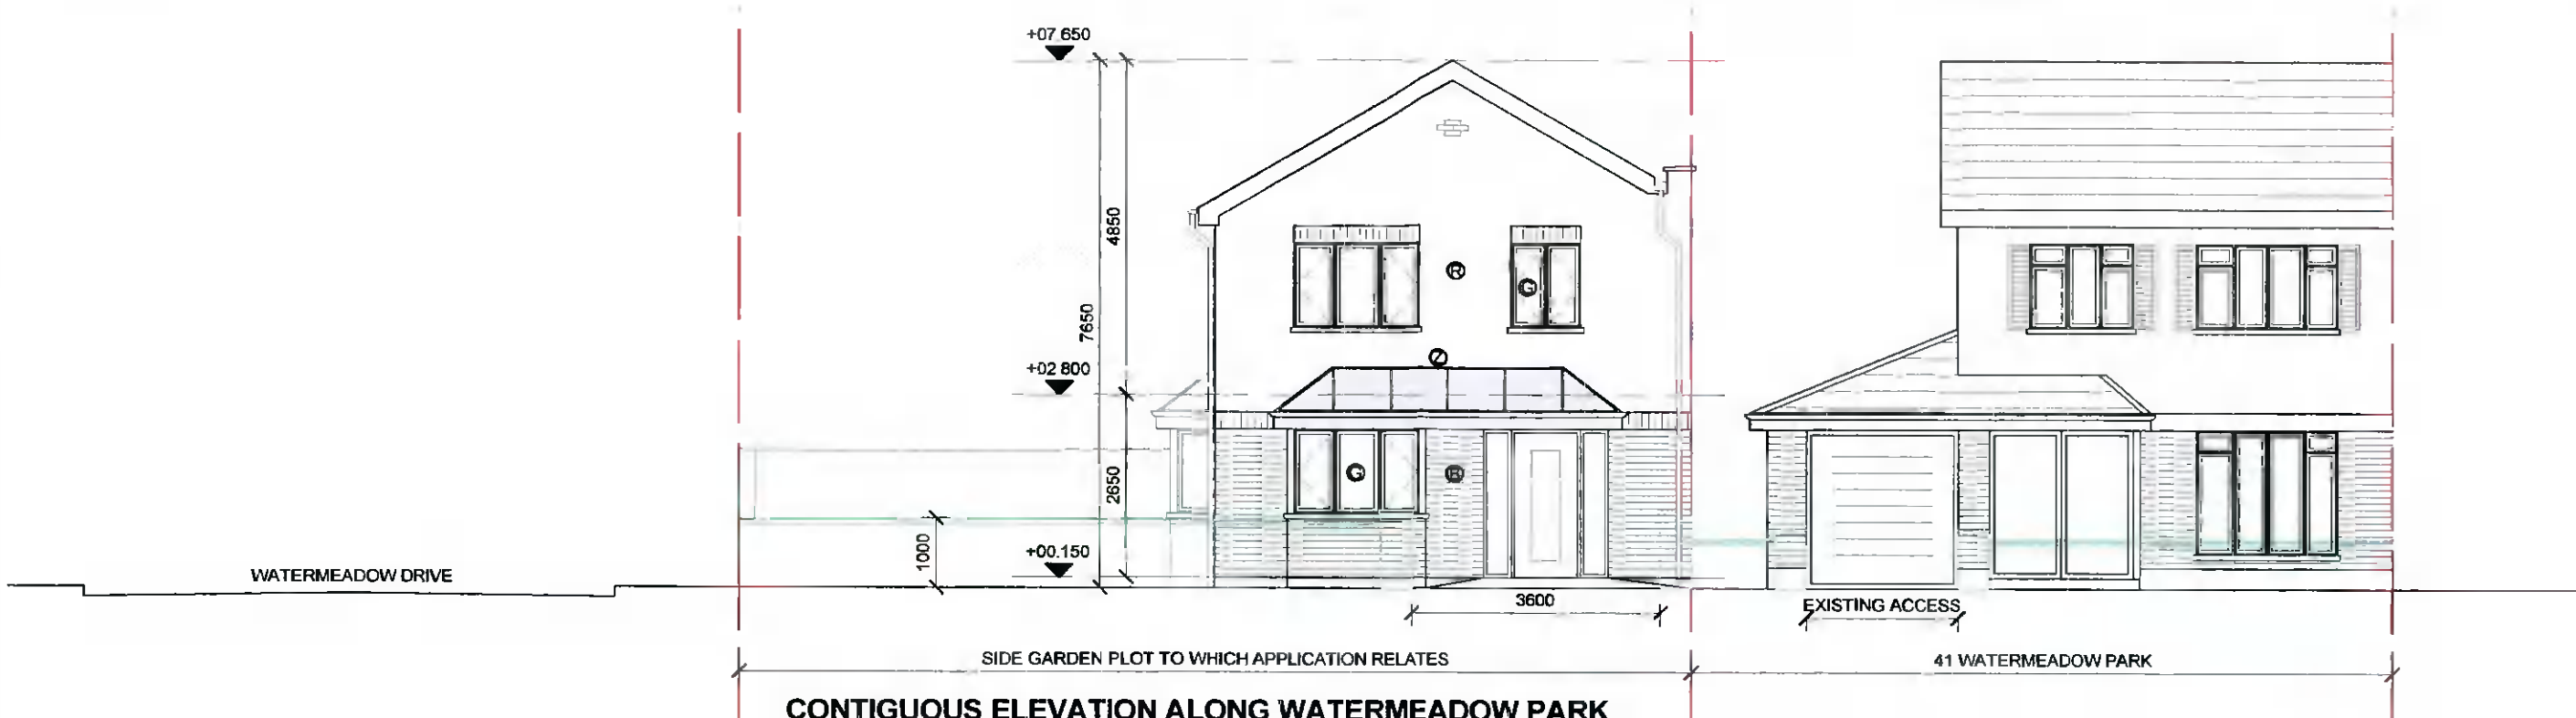 +07 650
4850
7650
R
G
Z
+02 800
2650
G
B
1000
+00.150
WATERMEADOW DRIVE
3600
EXISTING ACCESS
SIDE GARDEN PLOT TO WHICH APPLICATION RELATES
41 WATERMEADOW PARK
CONTIGUOUS ELEVATION ALONG WATERMEADOW PARK